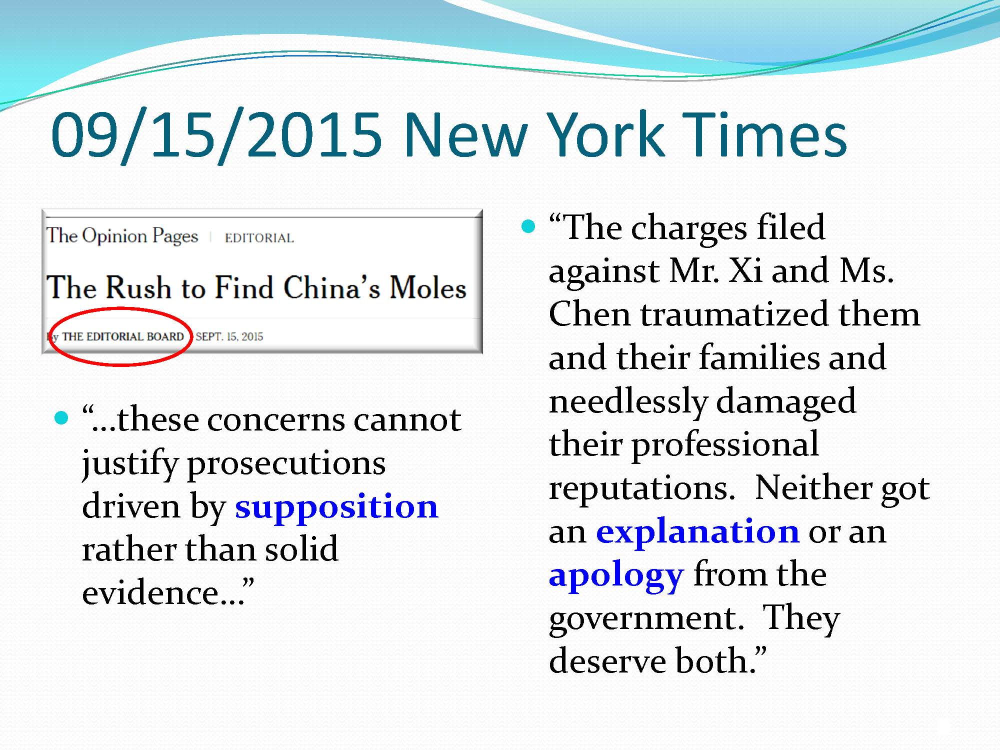 09/15/2015 New York Times
The Opinion Pages | EDITORIAL
The Rush to Find China’s Moles
By THE EDITORIAL BOARD SEPT. 15, 2015
• “…these concerns cannot
justify prosecutions
driven by supposition
rather than solid
evidence…”
• “The charges filed
against Mr. Xi and Ms.
Chen traumatized them
and their families and
needlessly damaged
their professional
reputations.  Neither got
an explanation or an
apology from the
government.  They
deserve both.”